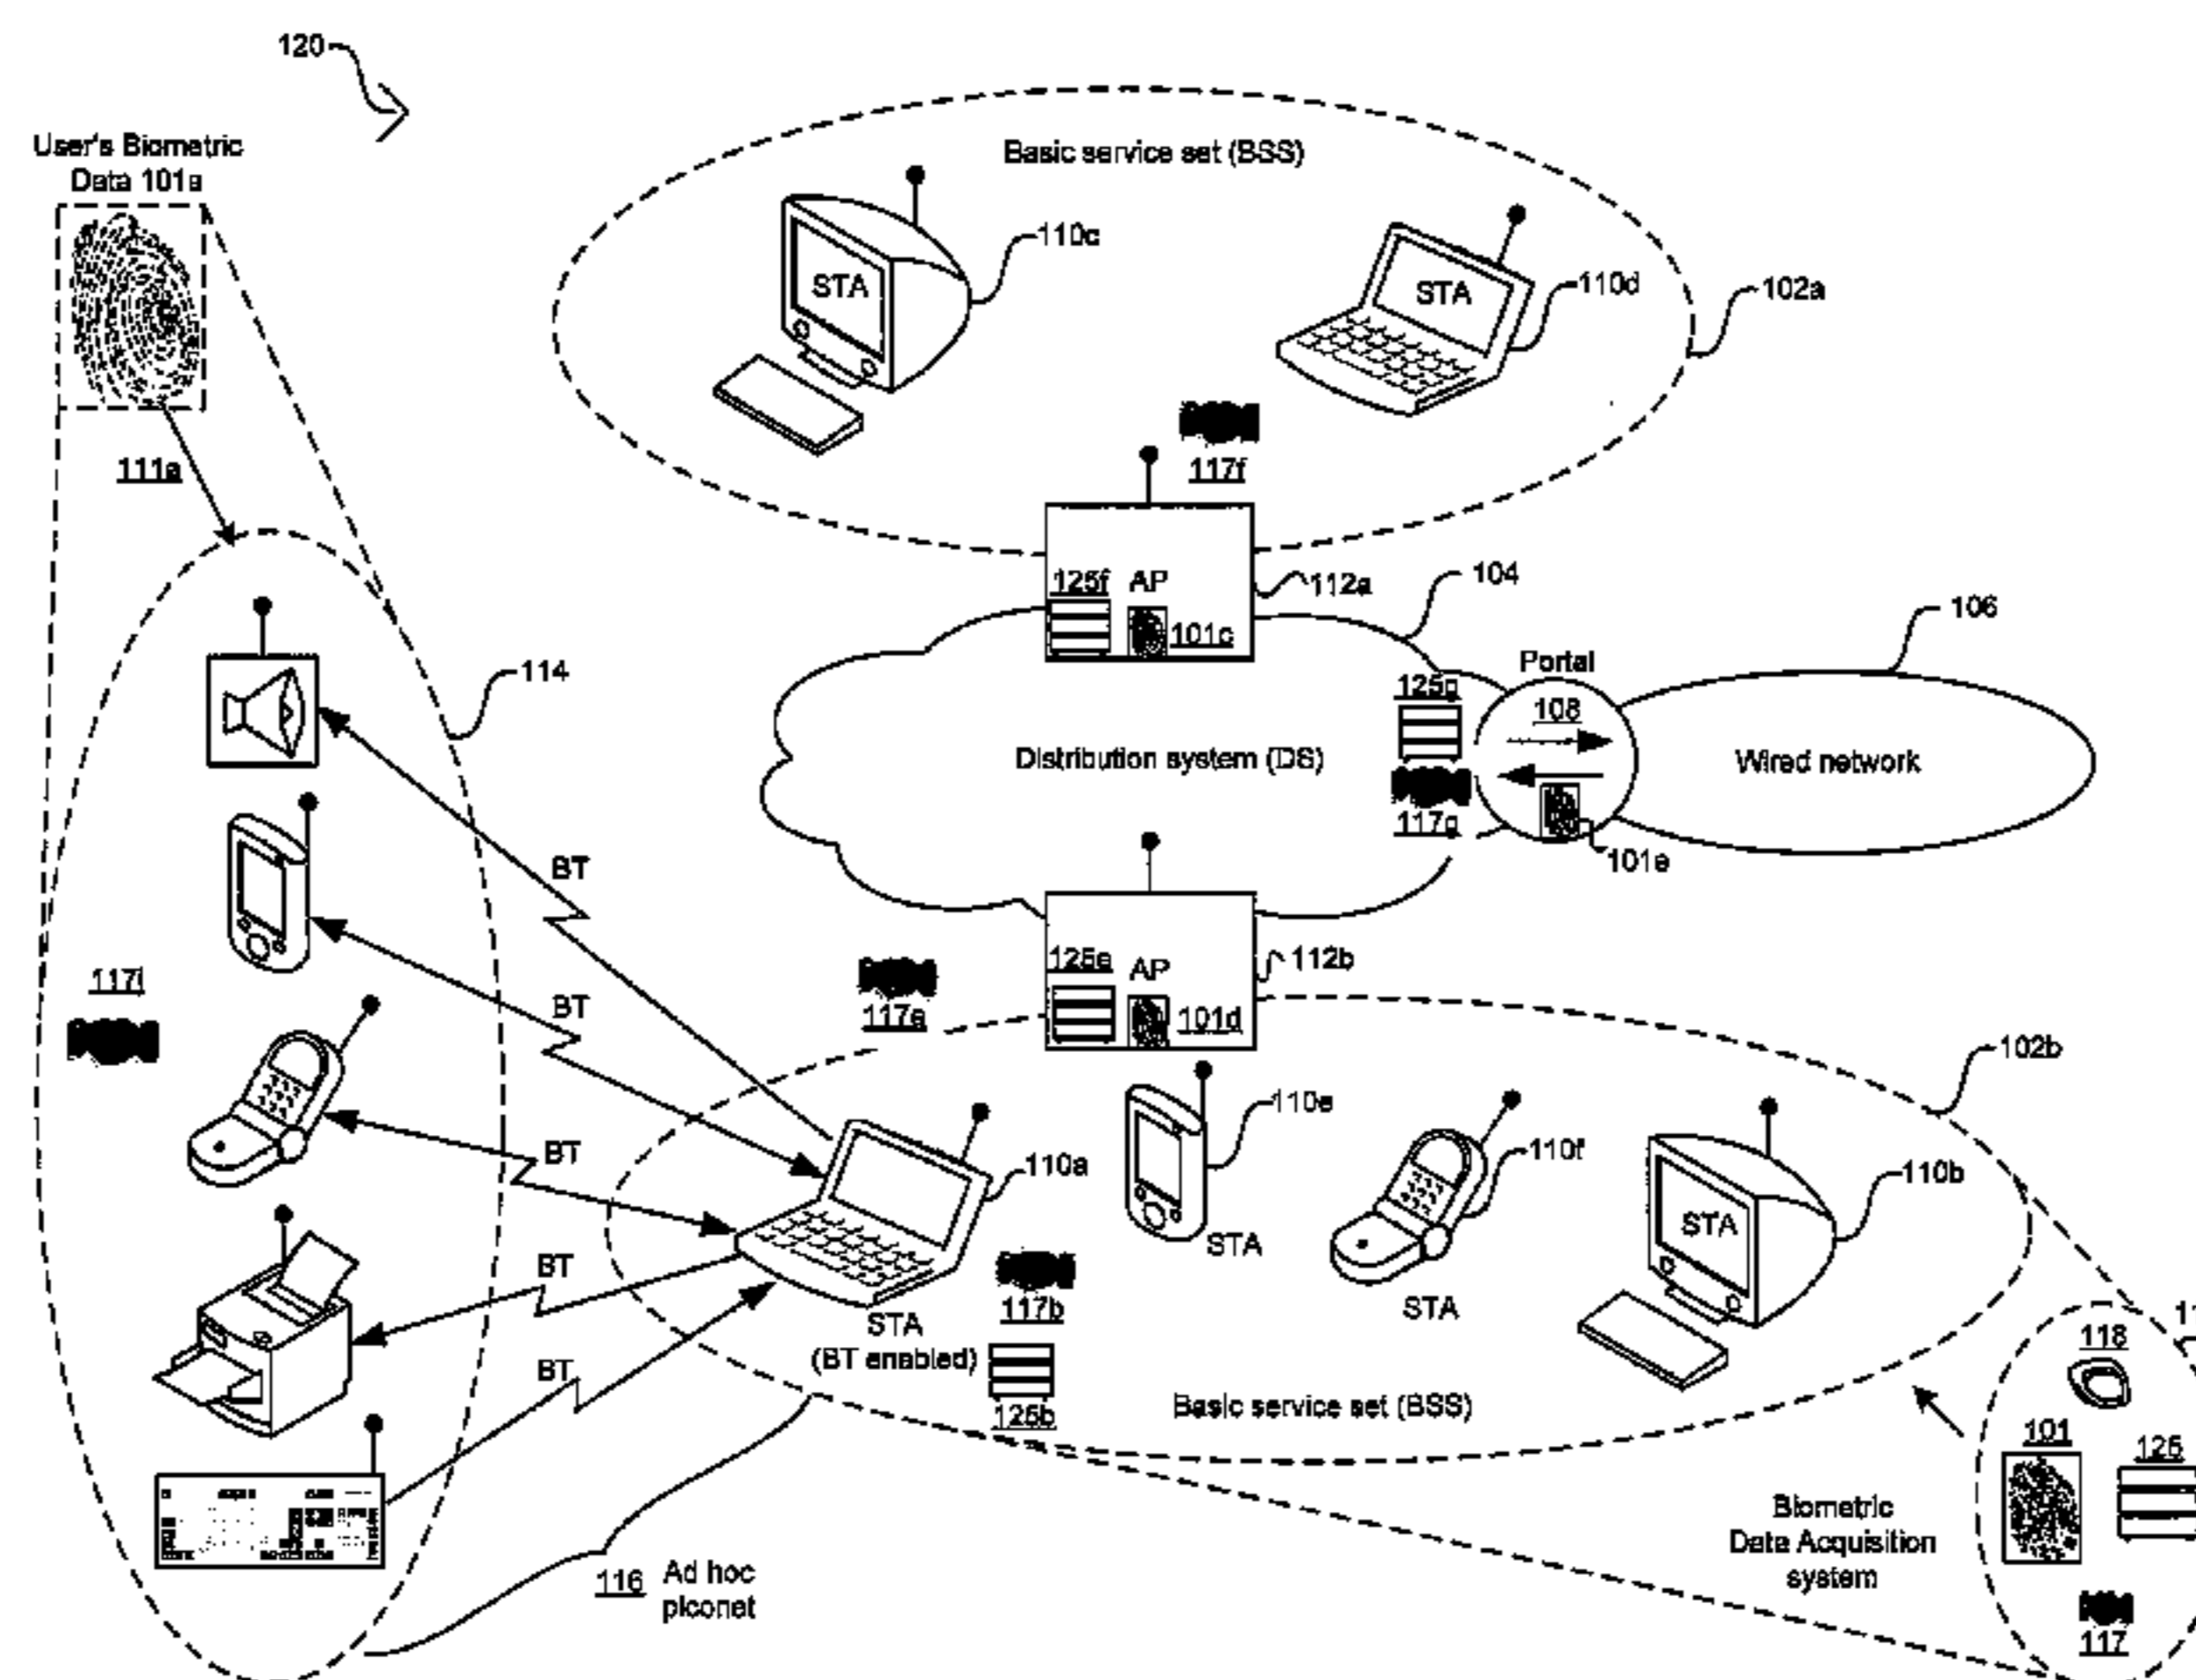 120
User's Biometric
Data 101a
111a
Basic service set (BSS)
STA
110c
STA
110d
102a
117f
125f AP
101c
112a
104
106
Portal
125g
108
Distribution system (DS)
Wired network
117g
101e
114
BT
BT
BT
BT
BT
117i
117e
125e AP
101d
112b
102b
110e
STA
110f
STA
110b
STA
110a
STA
(BT enabled)
117b
125b
Basic service set (BSS)
116 Ad hoc
piconet
118
101
125
Biometric
Data Acquisition
system
117